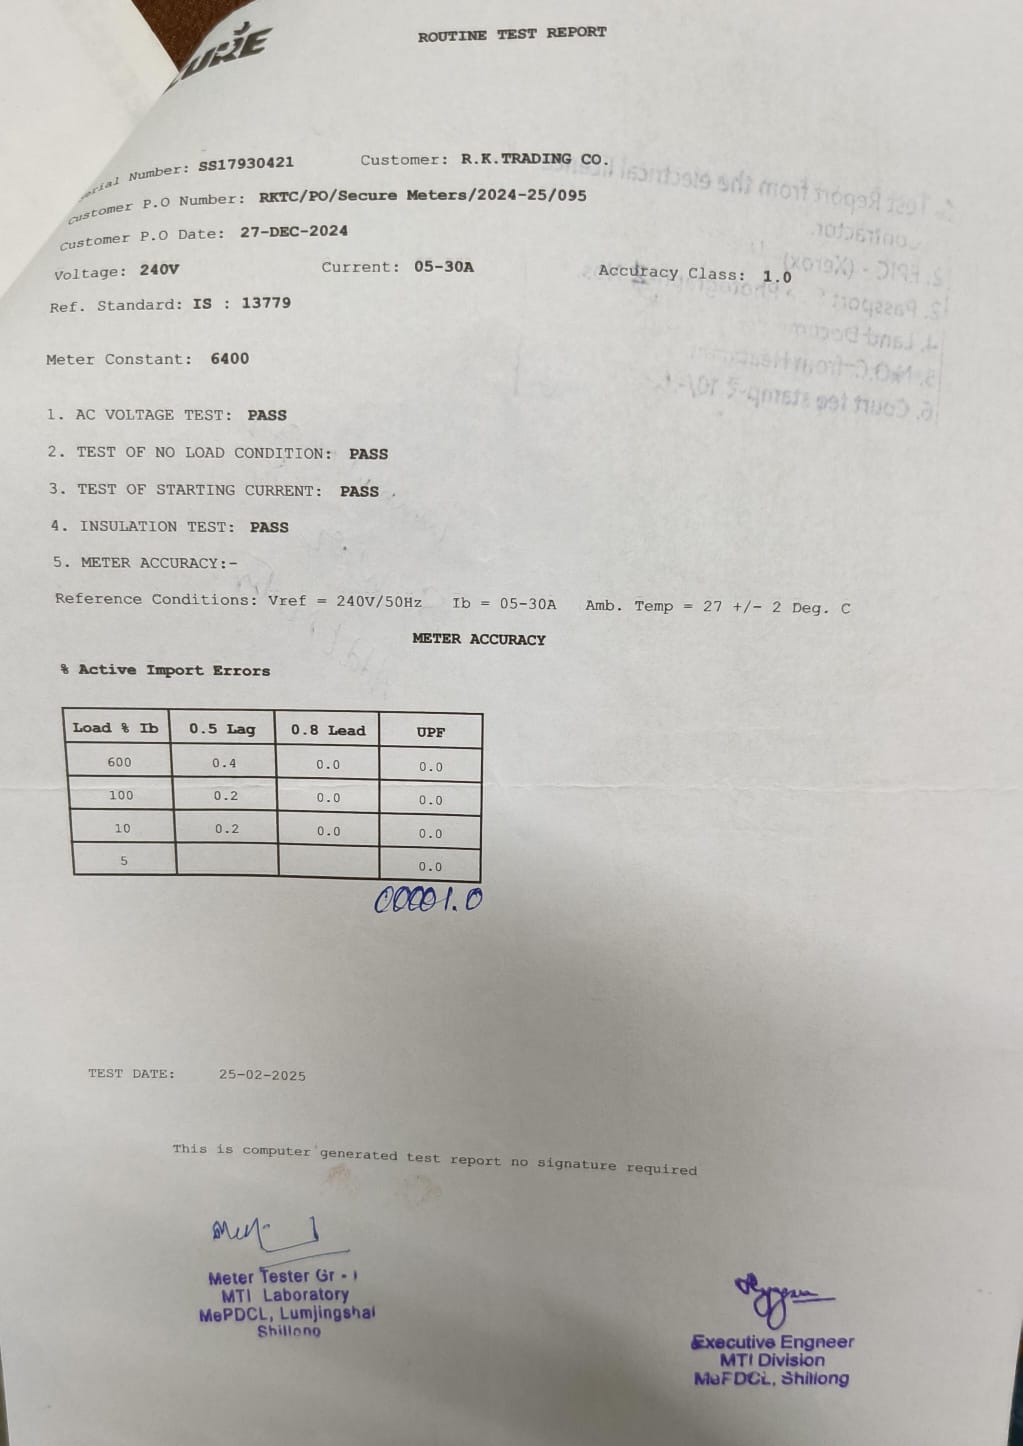 ROUTINE TEST REPORT
Serial Number: SS17930421 Customer: R.K.TRADING CO.
Customer P.O Number: RKTC/PO/Secure Meters/2024-25/095
Customer P.O Date: 27-DEC-2024
Voltage: 240V Current: 05-30A Accuracy Class: 1.0
Ref. Standard: IS : 13779
Meter Constant: 6400
1. AC VOLTAGE TEST: PASS
2. TEST OF NO LOAD CONDITION: PASS
3. TEST OF STARTING CURRENT: PASS
4. INSULATION TEST: PASS
5. METER ACCURACY:-
Reference Conditions: Vref = 240V/50Hz Ib = 05-30A Amb. Temp = 27 +/- 2 Deg. C
METER ACCURACY
% Active Import Errors
Load % Ib 0.5 Lag 0.8 Lead UPF
600 0.4 0.0 0.0
100 0.2 0.0 0.0
10 0.2 0.0 0.0
5 0.0
00001.0
TEST DATE: 25-02-2025
This is computer generated test report no signature required
Meter Tester Gr - I
MTI Laboratory
MePDCL, Lumjingshai
Shillong
Executive Engneer
MTI Division
MePDCL, Shillong